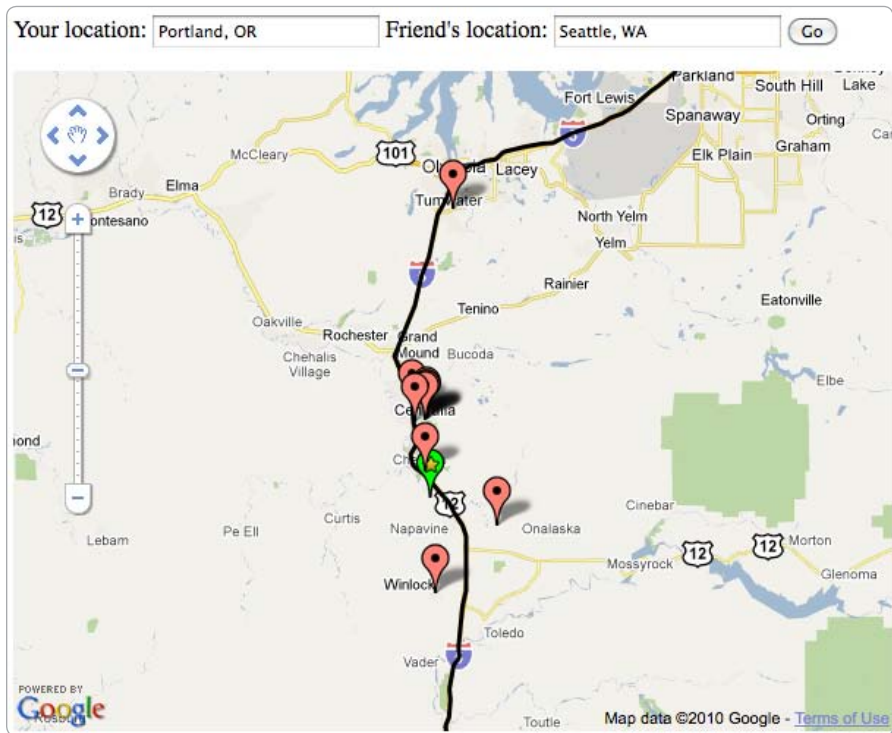 Your location: Portland, OR Friend's location: Seattle, WA Go
Parkland
South Hill
Lake
Fort Lewis
Spanaway
Orting
101
5
Graham
McCleary
Elk Plain
Lacey
Elma
Brady
Tumwater
12
North Yelm
Yelm
Rainier
Eatonville
Tenino
Oakville
Rochester
Grand
Mound
Bucoda
Chehalis
Village
Elbe
12
Cinebar
Curtis
Pe Ell
Napavine
Onalaska
Lebam
Morton
12
12
Mossyrock
Glenoma
Winlock
Toledo
Vader
5
POWERED BY
Google
Toutle
Map data ©2010 Google - Terms of Use